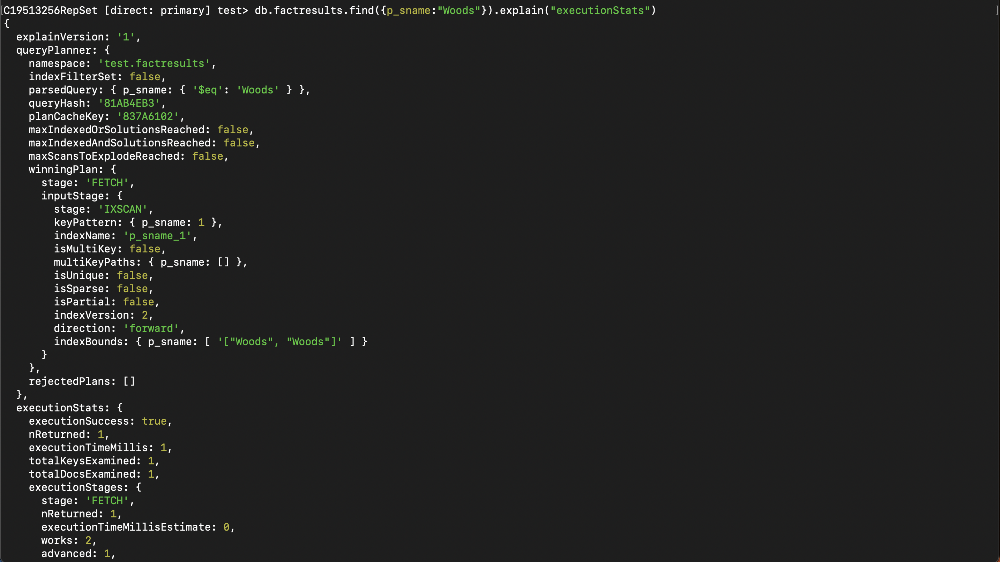 [C19513256RepSet [direct: primary] test> db.factresults.find({p_sname:"Woods"}).explain("executionStats") ]
{
  explainVersion: '1',
  queryPlanner: {
    namespace: 'test.factresults',
    indexFilterSet: false,
    parsedQuery: { p_sname: { '$eq': 'Woods' } },
    queryHash: '81AB4EB3',
    planCacheKey: '837A6102',
    maxIndexedOrSolutionsReached: false,
    maxIndexedAndSolutionsReached: false,
    maxScansToExplodeReached: false,
    winningPlan: {
      stage: 'FETCH',
      inputStage: {
        stage: 'IXSCAN',
        keyPattern: { p_sname: 1 },
        indexName: 'p_sname_1',
        isMultiKey: false,
        multiKeyPaths: { p_sname: [] },
        isUnique: false,
        isSparse: false,
        isPartial: false,
        indexVersion: 2,
        direction: 'forward',
        indexBounds: { p_sname: [ '["Woods", "Woods"]' ] }
      }
    },
    rejectedPlans: []
  },
  executionStats: {
    executionSuccess: true,
    nReturned: 1,
    executionTimeMillis: 1,
    totalKeysExamined: 1,
    totalDocsExamined: 1,
    executionStages: {
      stage: 'FETCH',
      nReturned: 1,
      executionTimeMillisEstimate: 0,
      works: 2,
      advanced: 1,